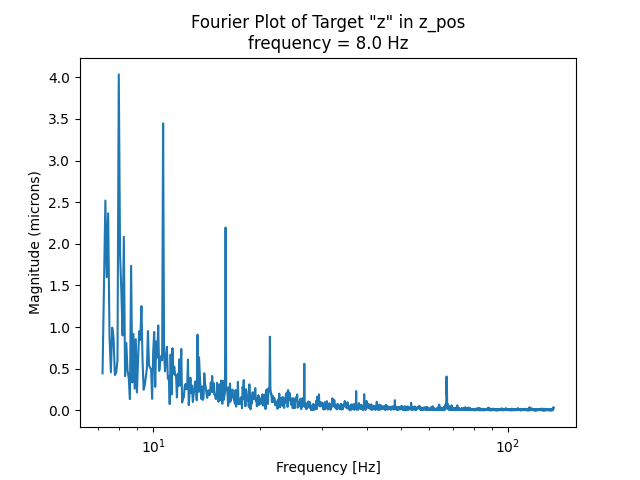 Fourier Plot of Target "z" in z_pos
frequency = 8.0 Hz
4.0
3.5
3.0
2.5
2.0
1.5
1.0
0.5
0.0
Magnitude (microns)
10¹
10²
Frequency [Hz]